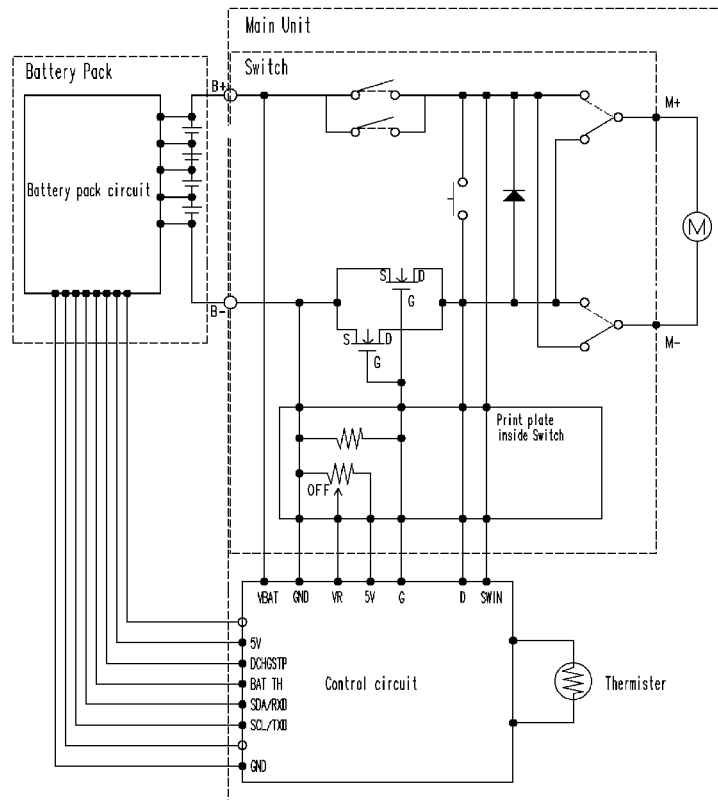 Main Unit
Battery Pack
Switch
B+
M+
Battery pack circuit
M
S D
G
B-
S D
G
M-
Print plate
inside Switch
OFF
VBAT GND VR 5V G D SWIN
5V
DCHGSTP
BAT TH
Control circuit
Thermister
SDA/RXD
SCL/TXD
GND